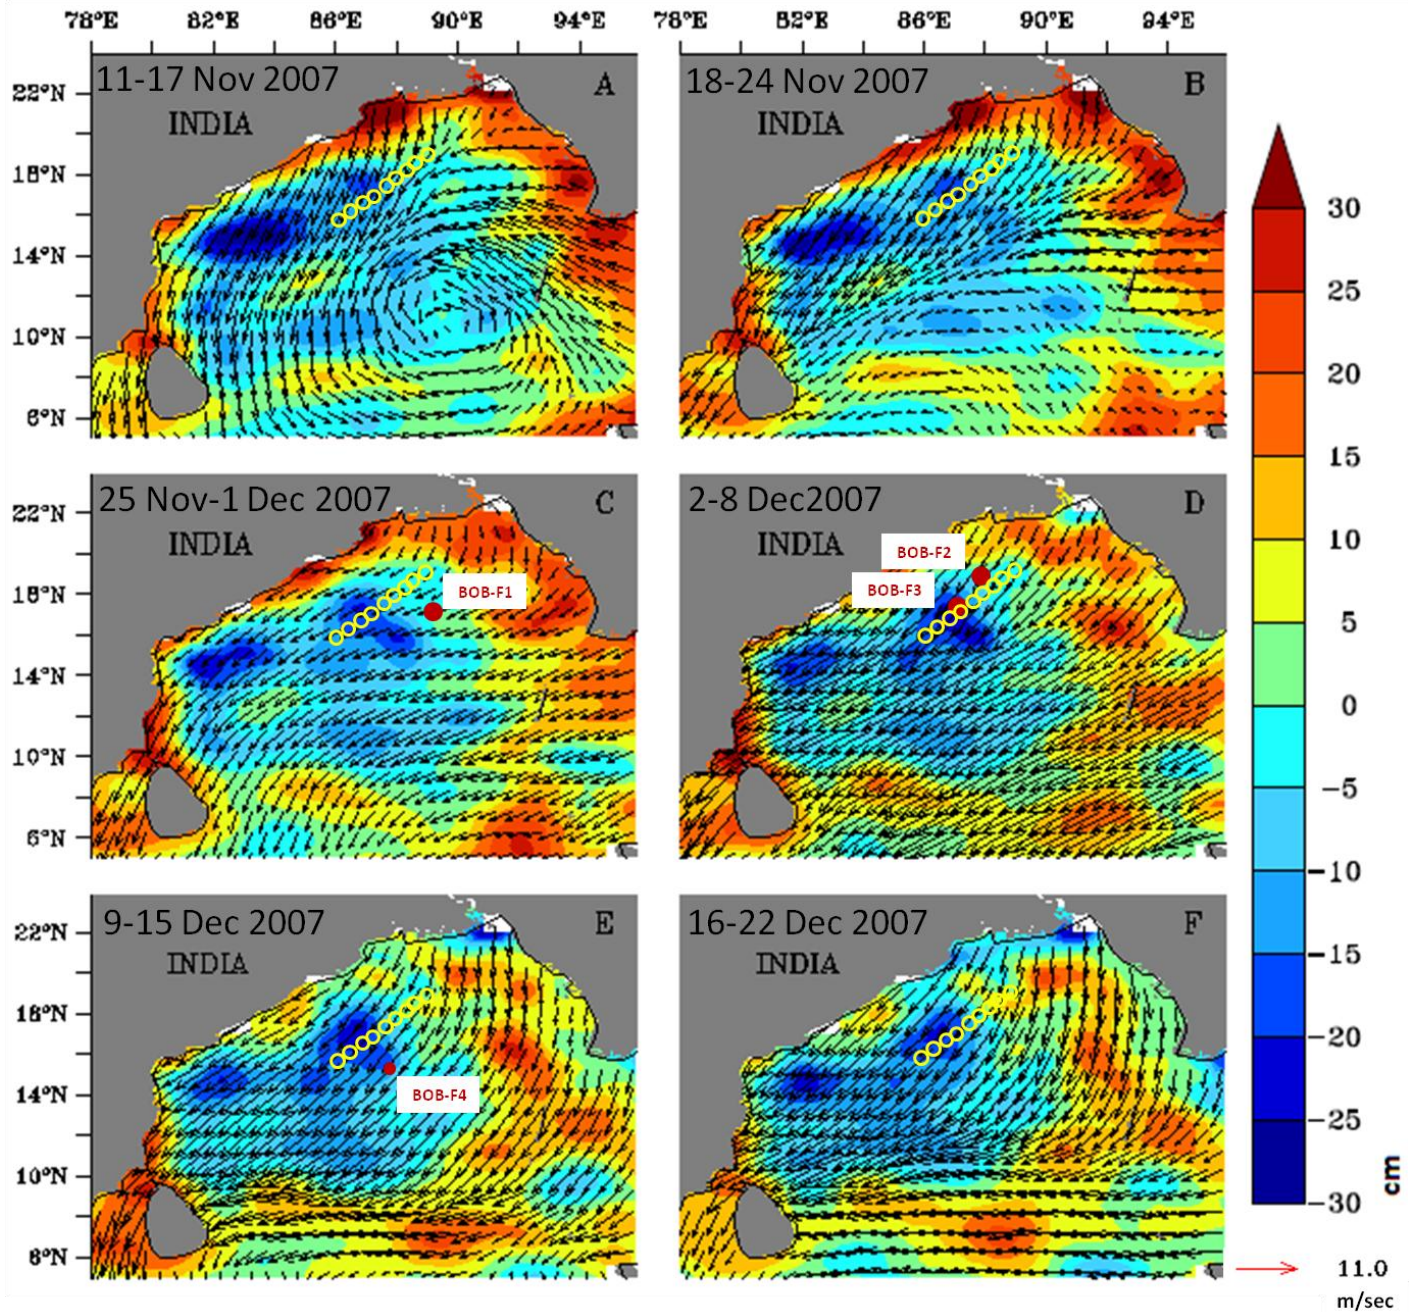 78°E 82°E 86°E 90°E 94°E 78°E 82°E 86°E 90°E 94°E
11-17 Nov 2007 A
INDIA
22°N
18°N
14°N
10°N
6°N
18-24 Nov 2007 B
INDIA
25 Nov-1 Dec 2007 C
INDIA
BOB-F1
22°N
18°N
14°N
10°N
6°N
2-8 Dec2007 D
INDIA
BOB-F2
BOB-F3
9-15 Dec 2007 E
INDIA
BOB-F4
22°N
18°N
14°N
10°N
6°N
16-22 Dec 2007 F
INDIA
30
25
20
15
10
5
0
−5
−10
−15
−20
−25
−30
cm
11.0
m/sec